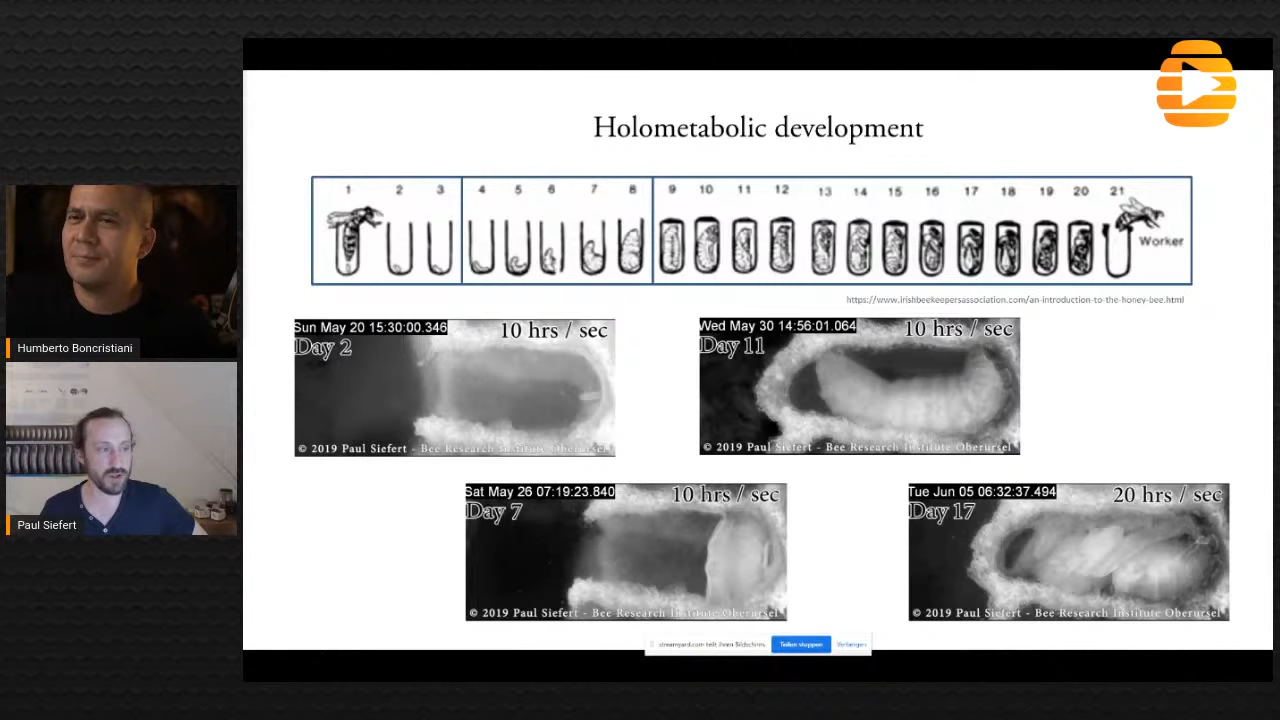 Holometabolic development
1 2 3 4 5 6 7 8 9 10 11 12 13 14 15 16 17 18 19 20 21
Worker
https://www.irishbeekeepersassociation.com/an-introduction-to-the-honey-bee.html
Sun May 20 15:30:00.346
10 hrs / sec
Day 2
© 2019 Paul Siefert - Bee Research Institute Oberursel
Wed May 30 14:56:01.064
10 hrs / sec
Day 11
© 2019 Paul Siefert - Bee Research Institute Oberursel
Sat May 26 07:19:23.840
10 hrs / sec
Day 7
© 2019 Paul Siefert - Bee Research Institute Oberursel
Tue Jun 05 06:32:37.494
20 hrs / sec
Day 17
© 2019 Paul Siefert - Bee Research Institute Oberursel
Humberto Boncristiani
Paul Siefert
streamyard.com teilt Ihren Bildschirm.
Teilen stoppen
Verbergen